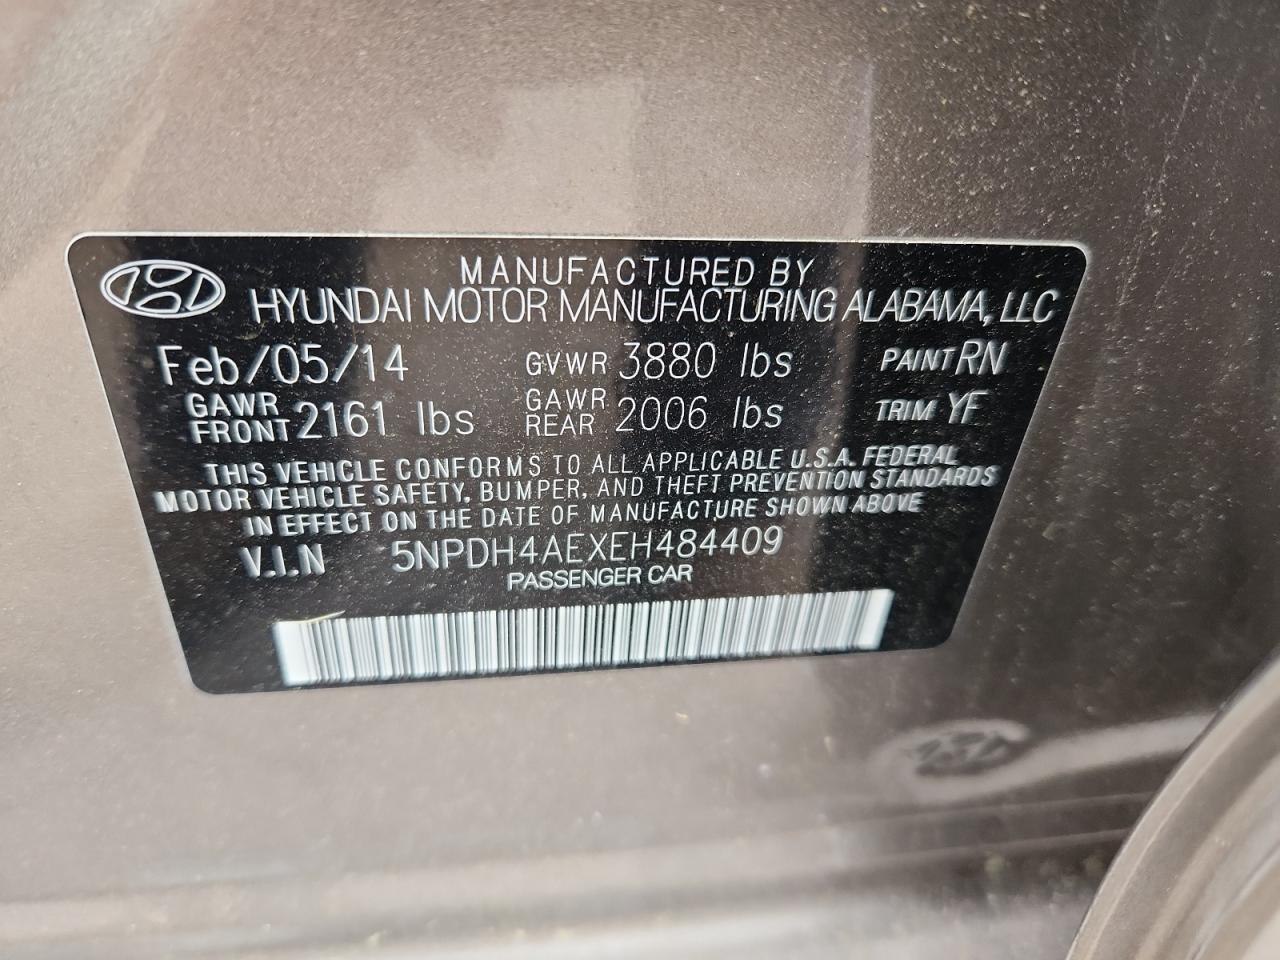 MANUFACTURED BY
HYUNDAI MOTOR MANUFACTURING ALABAMA, LLC
Feb/05/14 GVWR 3880 lbs PAINT RN
GAWR FRONT 2161 lbs GAWR REAR 2006 lbs TRIM YF
THIS VEHICLE CONFORMS TO ALL APPLICABLE U.S.A. FEDERAL
MOTOR VEHICLE SAFETY, BUMPER, AND THEFT PREVENTION STANDARDS
IN EFFECT ON THE DATE OF MANUFACTURE SHOWN ABOVE
V.I.N 5NPDH4AEXEH484409
PASSENGER CAR